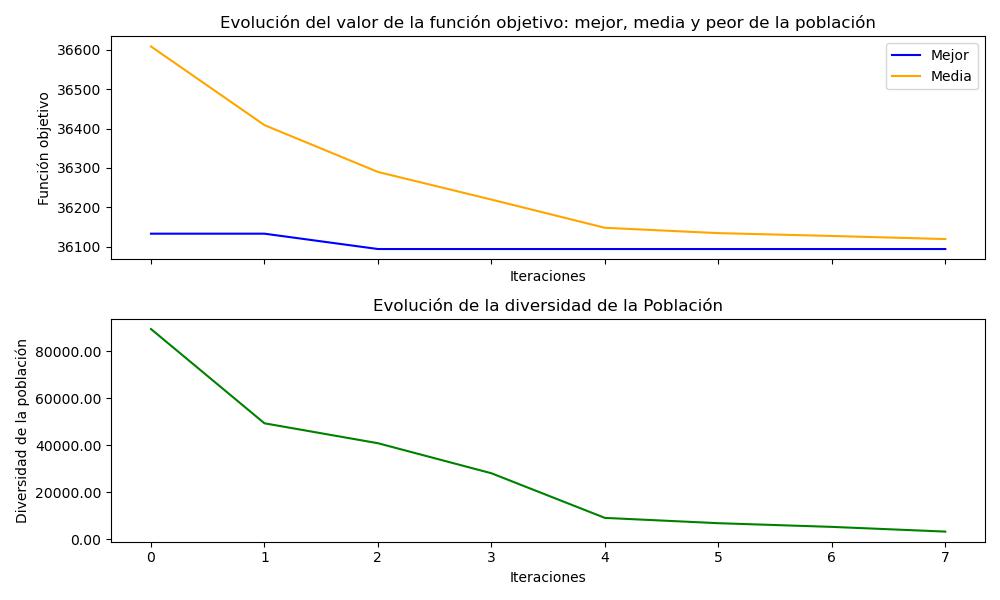 Evolución del valor de la función objetivo: mejor, media y peor de la población
Función objetivo
36600
36500
36400
36300
36200
36100
Mejor
Media
Iteraciones
Evolución de la diversidad de la Población
Diversidad de la población
80000.00
60000.00
40000.00
20000.00
0.00
0 1 2 3 4 5 6 7
Iteraciones